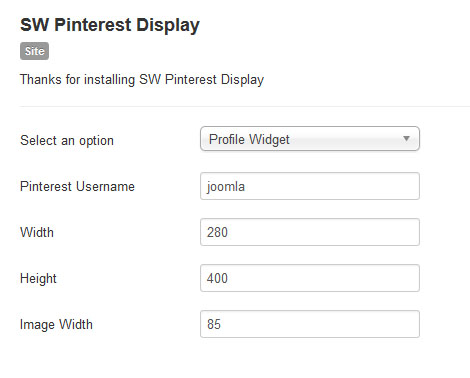 SW Pinterest Display
Site
Thanks for installing SW Pinterest Display
Select an option Profile Widget
Pinterest Username joomla
Width 280
Height 400
Image Width 85